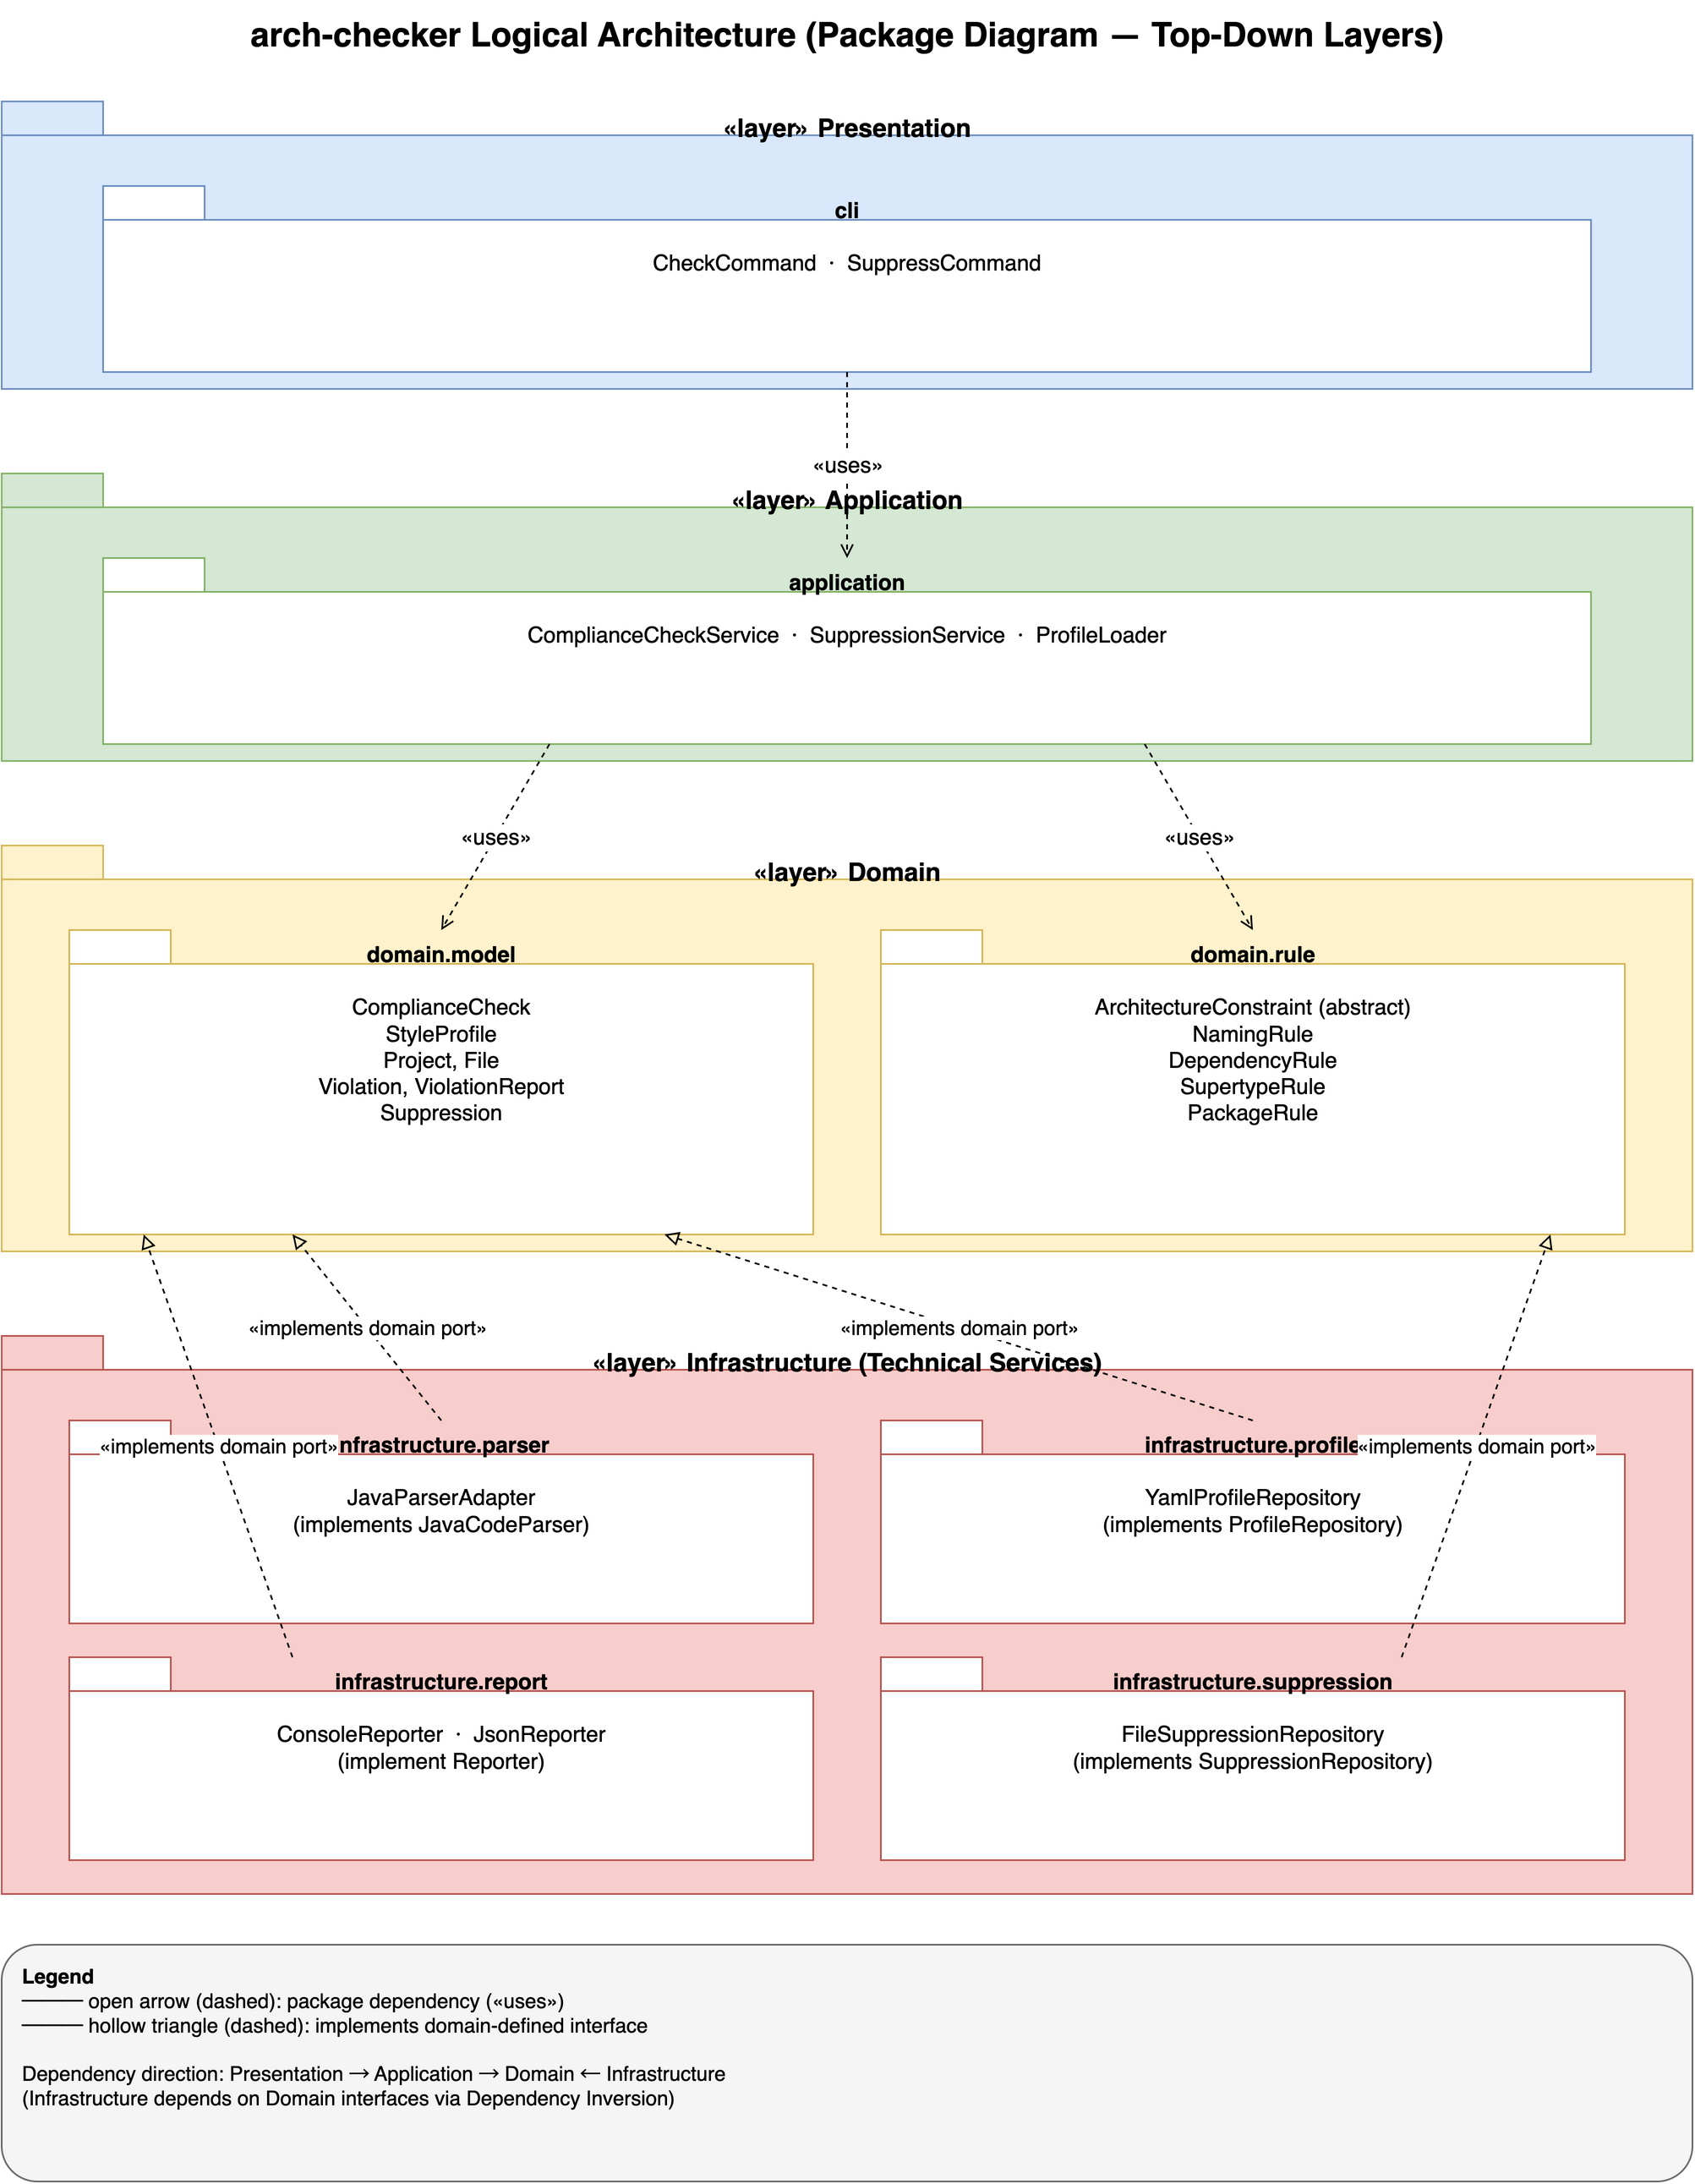 arch-checker Logical Architecture (Package Diagram — Top-Down Layers)
«layer» Presentation
cli
CheckCommand · SuppressCommand
«uses»
«layer» Application
application
ComplianceCheckService · SuppressionService · ProfileLoader
«uses»
«uses»
«layer» Domain
domain.model
ComplianceCheck
StyleProfile
Project, File
Violation, ViolationReport
Suppression
domain.rule
ArchitectureConstraint (abstract)
NamingRule
DependencyRule
SupertypeRule
PackageRule
«implements domain port»
«implements domain port»
«layer» Infrastructure (Technical Services)
«implements domain port»
nfrastructure.parser
JavaParserAdapter
(implements JavaCodeParser)
infrastructure.profile
«implements domain port»
YamlProfileRepository
(implements ProfileRepository)
infrastructure.report
ConsoleReporter · JsonReporter
(implement Reporter)
infrastructure.suppression
FileSuppressionRepository
(implements SuppressionRepository)
Legend
——— open arrow (dashed): package dependency («uses»)
——— hollow triangle (dashed): implements domain-defined interface
Dependency direction: Presentation → Application → Domain ← Infrastructure
(Infrastructure depends on Domain interfaces via Dependency Inversion)